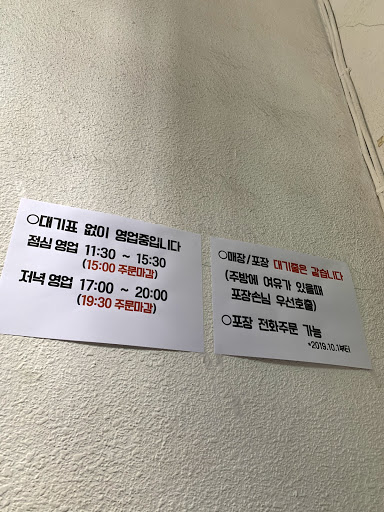 ○대기표 없이 영업중입니다
점심 영업 11:30 ~ 15:30
(15:00 주문마감)
저녁 영업 17:00 ~ 20:00
(19:30 주문마감)
○매장/포장 대기줄은 같습니다
(주방에 여유가 있을때
포장손님 우선호출)
○포장 전화주문 가능
*2019.10.1부터